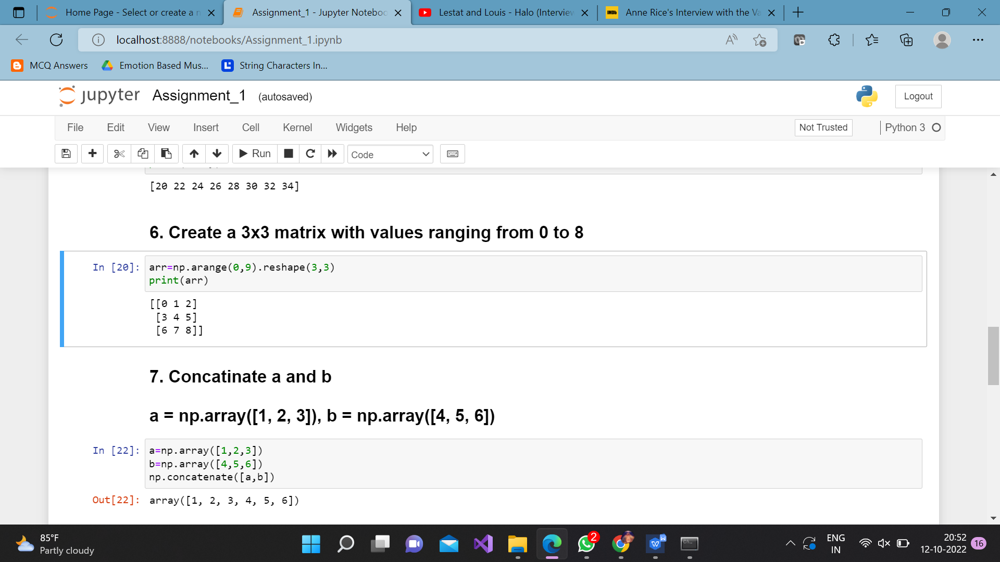 Home Page - Select or create a n
Assignment_1 - Jupyter Noteboo
Lestat and Louis - Halo (Interview
IMDb
Anne Rice's Interview with the Va
localhost:8888/notebooks/Assignment_1.ipynb
MCQ Answers
Emotion Based Mus...
String Characters In...
jupyter
Assignment_1
(autosaved)
Logout
File
Edit
View
Insert
Cell
Kernel
Widgets
Help
Not Trusted
Python 3
Run
Code
[20 22 24 26 28 30 32 34]
6. Create a 3x3 matrix with values ranging from 0 to 8
In [20]:
arr=np.arange(0,9).reshape(3,3)
print(arr)
[[0 1 2]
[3 4 5]
[6 7 8]]
7. Concatinate a and b
a = np.array([1, 2, 3]), b = np.array([4, 5, 6])
In [22]:
a=np.array([1,2,3])
b=np.array([4,5,6])
np.concatenate([a,b])
Out[22]:
array([1, 2, 3, 4, 5, 6])
85°F
Partly cloudy
2
ENG
IN
20:52
12-10-2022
16